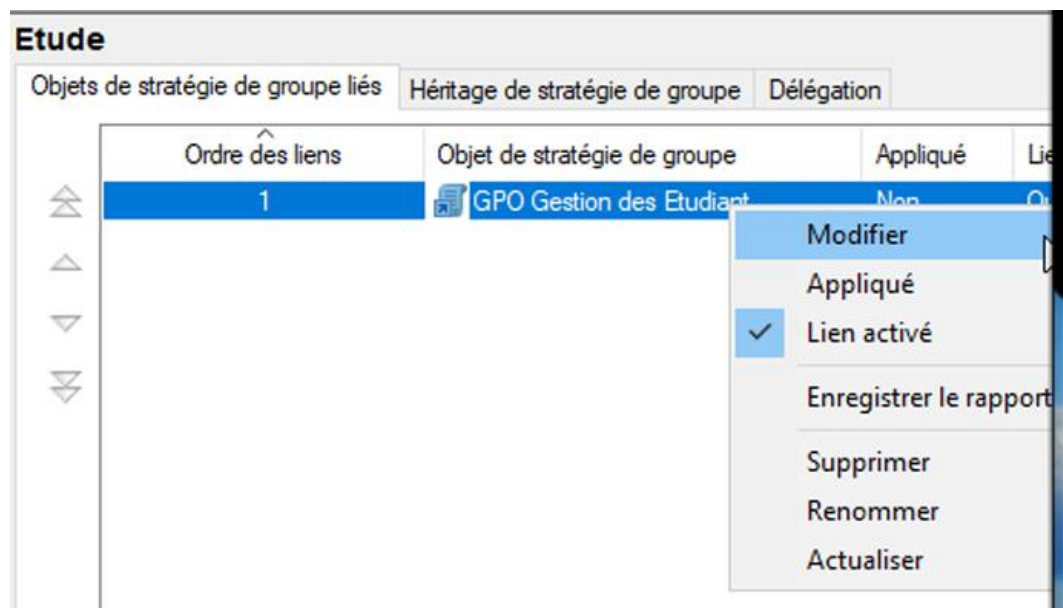 Etude
Objets de stratégie de groupe liés Héritage de stratégie de groupe Délégation
Ordre des liens Objet de stratégie de groupe Appliqué
1 GPO Gestion des Etudiant Non
Modifier
Appliqué
Lien activé
Enregistrer le rapport
Supprimer
Renommer
Actualiser